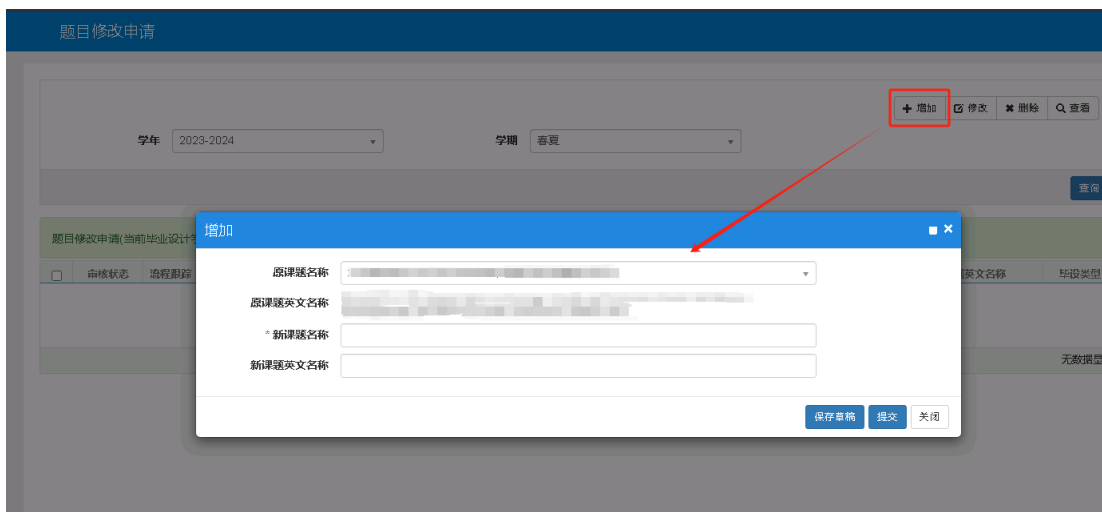 题目修改申请
增加 修改 删除 查看
学年 2023-2024 学期 春夏
查询
题目修改申请(当前毕业设计学
审核状态 流程跟踪 英文名称 毕设类型
无数据显
增加
原课题名称
原课题英文名称
* 新课题名称
新课题英文名称
保存草稿 提交 关闭